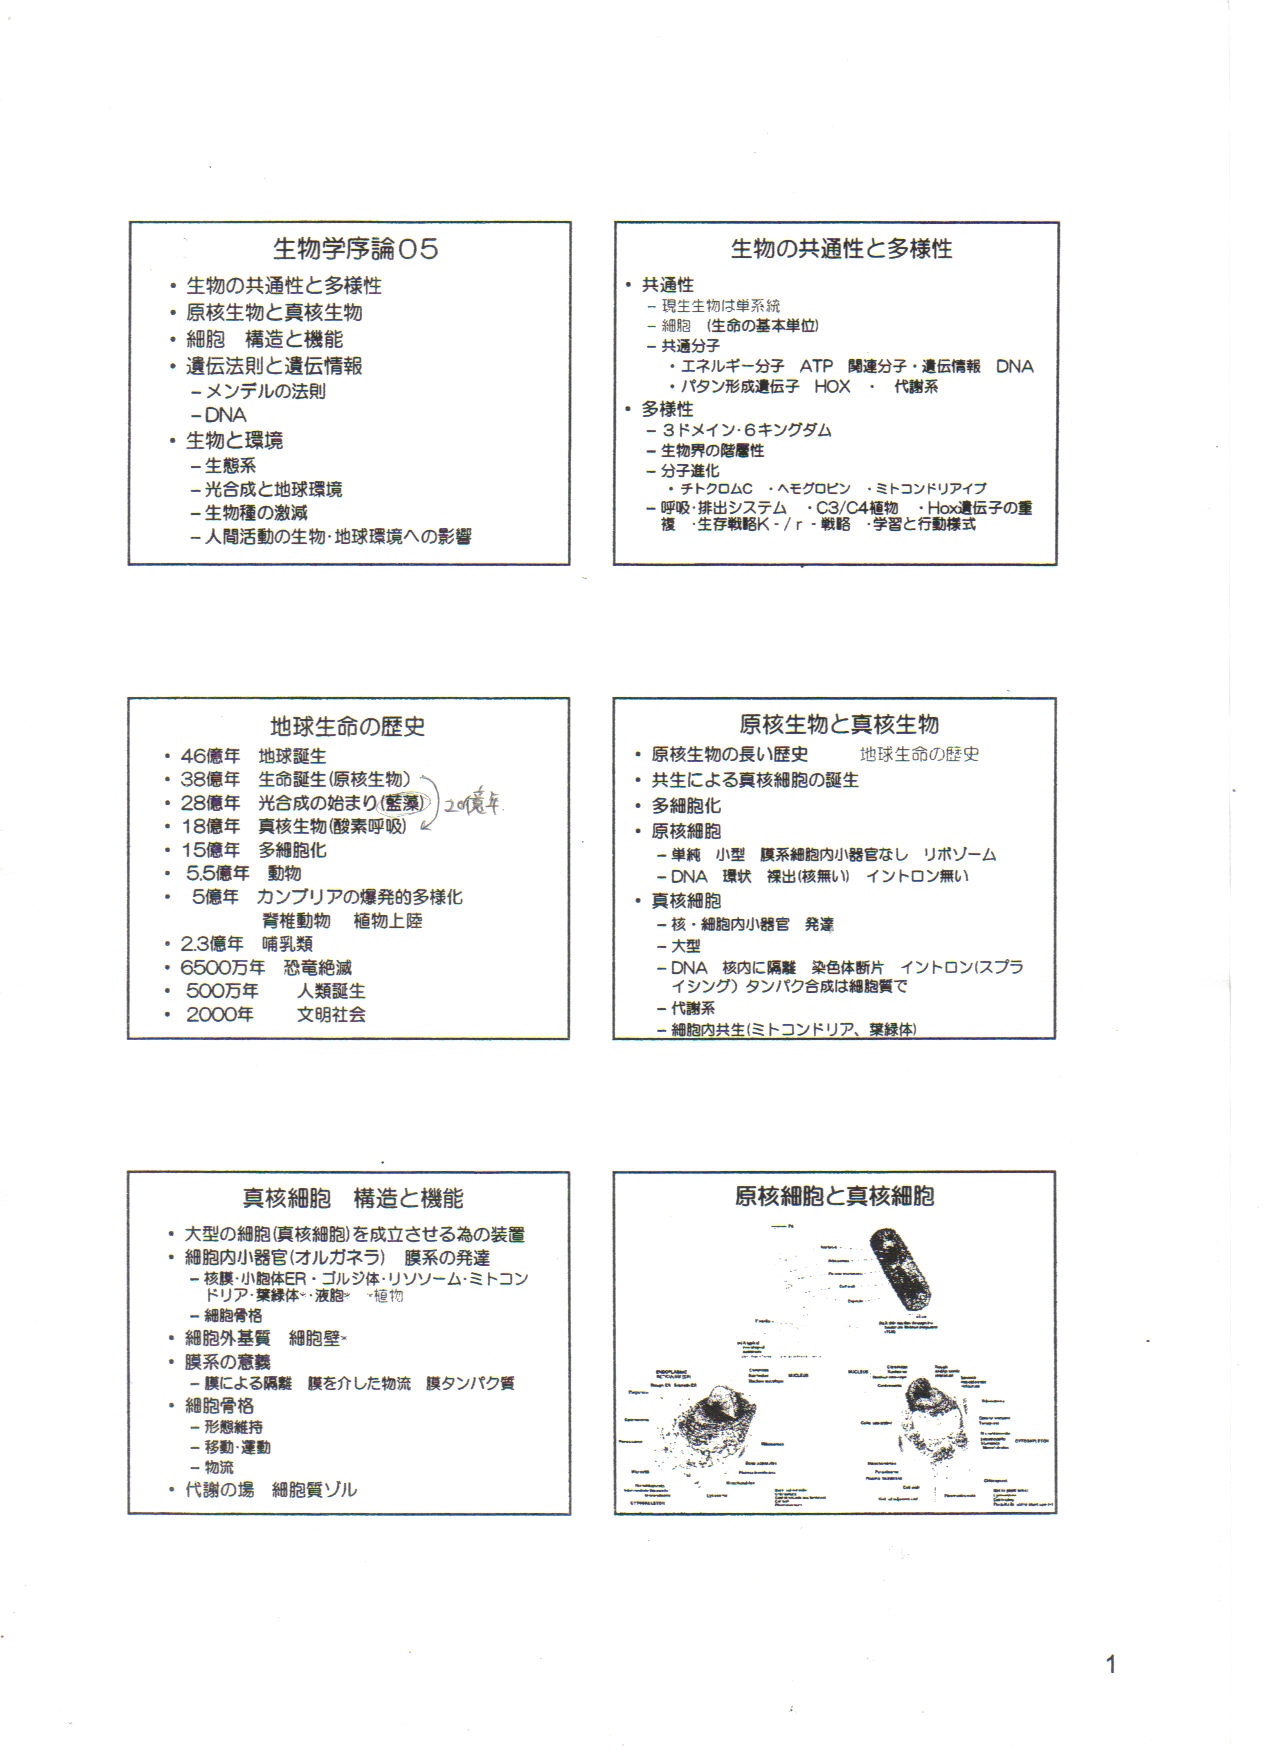 生物学序論05
・ 生物の共通性と多様性
・ 原核生物と真核生物
・ 細胞　構造と機能
・ 遺伝法則と遺伝情報
– メンデルの法則
– DNA
・ 生物と環境
– 生態系
– 光合成と地球環境
– 生物種の激減
– 人間活動の生物･地球環境への影響
生物の共通性と多様性
・ 共通性
– 現生生物は単系統
– 細胞　(生命の基本単位)
– 共通分子
・エネルギー分子　ATP　関連分子・遺伝情報　DNA
・パタン形成遺伝子　HOX　・　代謝系
・ 多様性
– 3ドメイン･6キングダム
– 生物界の階層性
– 分子進化
・チトクロムC　・ヘモグロビン　・ミトコンドリアイブ
– 呼吸･排出システム　・C3/C4植物　・Hox遺伝子の重
複　･生存戦略K - / r - 戦略　･学習と行動様式
地球生命の歴史
・ 46億年　地球誕生
・ 38億年　生命誕生(原核生物)
・ 28億年　光合成の始まり(藍藻)
20億年
・ 18億年　真核生物(酸素呼吸)
・ 15億年　多細胞化
・ 5.5億年　動物
・ 5億年　カンブリアの爆発的多様化
脊椎動物　植物上陸
・ 2.3億年　哺乳類
・ 6500万年　恐竜絶滅
・ 500万年　人類誕生
・ 2000年　文明社会
原核生物と真核生物
・ 原核生物の長い歴史　地球生命の歴史
・ 共生による真核細胞の誕生
・ 多細胞化
・ 原核細胞
– 単純　小型　膜系細胞内小器官なし　リボゾーム
– DNA　環状　裸出(核無い)　イントロン無い
・ 真核細胞
– 核・細胞内小器官　発達
– 大型
– DNA　核内に隔離　染色体断片　イントロン(スプラ
イシング)　タンパク合成は細胞質で
– 代謝系
– 細胞内共生(ミトコンドリア、葉緑体)
真核細胞　構造と機能
・ 大型の細胞(真核細胞)を成立させる為の装置
・ 細胞内小器官(オルガネラ)　膜系の発達
– 核膜･小胞体ER・ゴルジ体･リソソーム･ミトコン
ドリア･葉緑体*･液胞*　*植物
– 細胞骨格
・ 細胞外基質　細胞壁*
・ 膜系の意義
– 膜による隔離　膜を介した物流　膜タンパク質
・ 細胞骨格
– 形態維持
– 移動･運動
– 物流
・ 代謝の場　細胞質ゾル
原核細胞と真核細胞
NUCLEUS
NUCLEUS
CYTOSKELETON
CYTOSKELETON
1